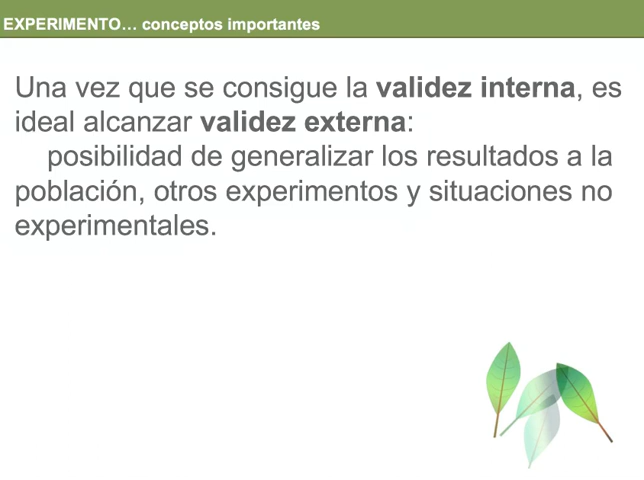 EXPERIMENTO… conceptos importantes
Una vez que se consigue la validez interna, es
ideal alcanzar validez externa:
posibilidad de generalizar los resultados a la
población, otros experimentos y situaciones no
experimentales.